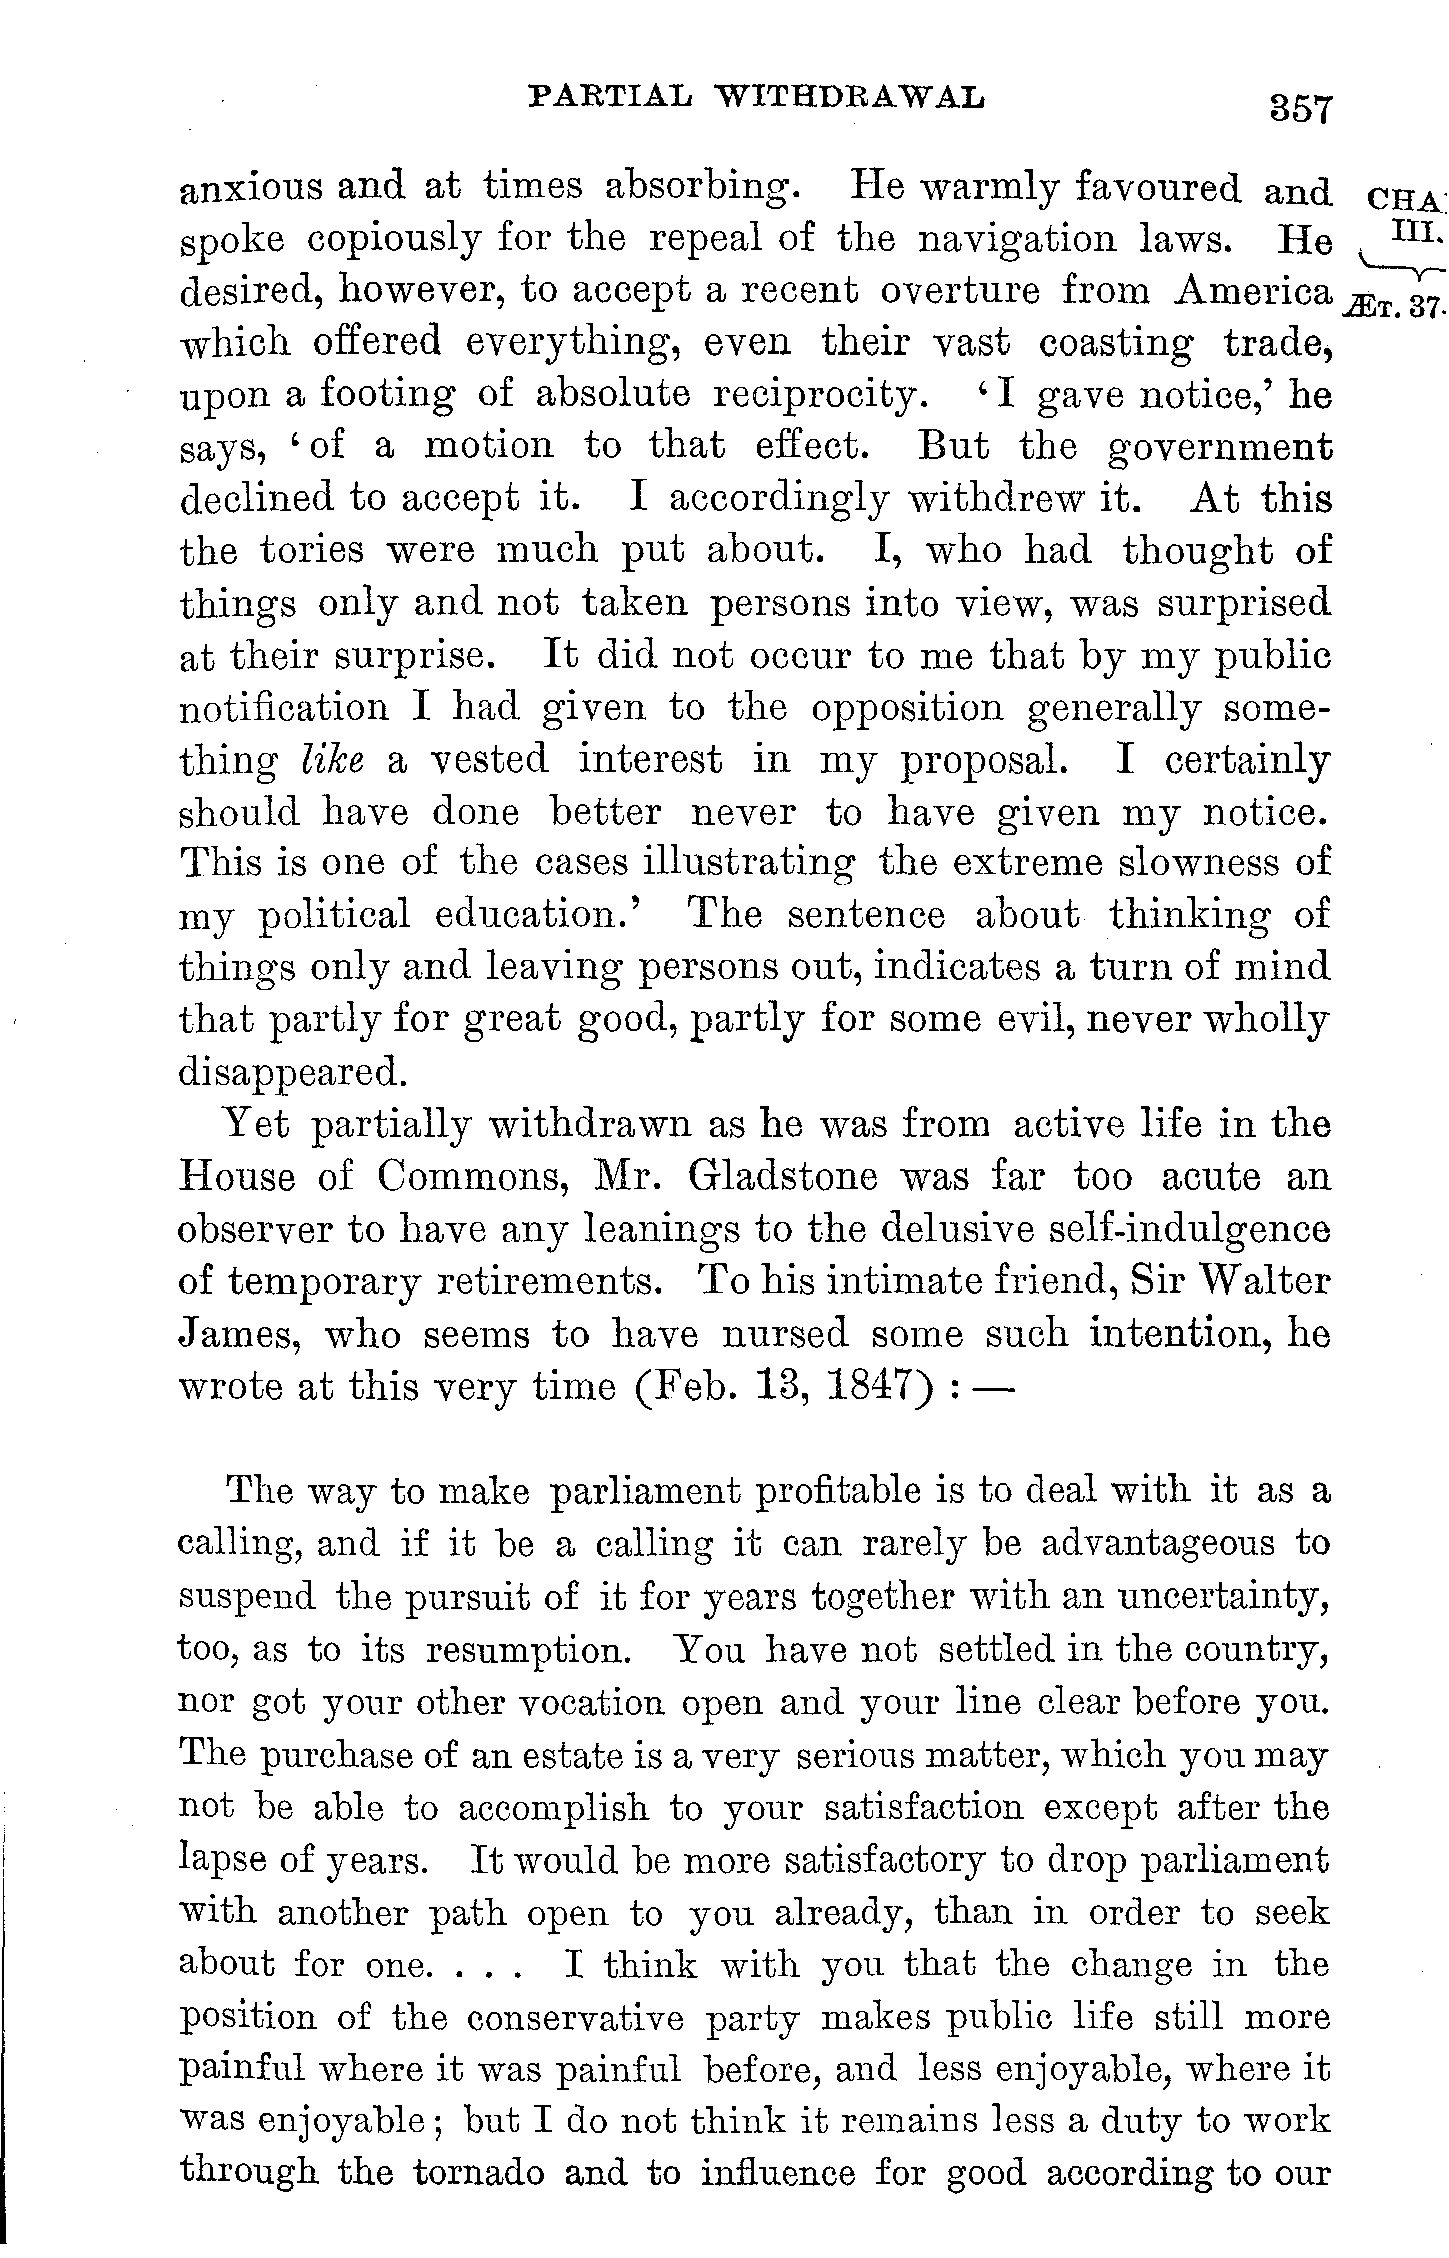 PARTIAL WITHDRAWAL 357
anxious and at times absorbing. He warmly favoured and
spoke copiously for the repeal of the navigation laws. He
desired, however, to accept a recent overture from America
which offered everything, even their vast coasting trade,
upon a footing of absolute reciprocity. ‘I gave notice,’ he
says, ‘of a motion to that effect. But the government
declined to accept it. I accordingly withdrew it. At this
the tories were much put about. I, who had thought of
things only and not taken persons into view, was surprised
at their surprise. It did not occur to me that by my public
notification I had given to the opposition generally some-
thing like a vested interest in my proposal. I certainly
should have done better never to have given my notice.
This is one of the cases illustrating the extreme slowness of
my political education.’ The sentence about thinking of
things only and leaving persons out, indicates a turn of mind
that partly for great good, partly for some evil, never wholly
disappeared.
Yet partially withdrawn as he was from active life in the
House of Commons, Mr. Gladstone was far too acute an
observer to have any leanings to the delusive self-indulgence
of temporary retirements. To his intimate friend, Sir Walter
James, who seems to have nursed some such intention, he
wrote at this very time (Feb. 13, 1847) : —
The way to make parliament profitable is to deal with it as a
calling, and if it be a calling it can rarely be advantageous to
suspend the pursuit of it for years together with an uncertainty,
too, as to its resumption. You have not settled in the country,
nor got your other vocation open and your line clear before you.
The purchase of an estate is a very serious matter, which you may
not be able to accomplish to your satisfaction except after the
lapse of years. It would be more satisfactory to drop parliament
with another path open to you already, than in order to seek
about for one. . . . I think with you that the change in the
position of the conservative party makes public life still more
painful where it was painful before, and less enjoyable, where it
was enjoyable; but I do not think it remains less a duty to work
through the tornado and to influence for good according to our
CHA
III.
ÆT. 37.